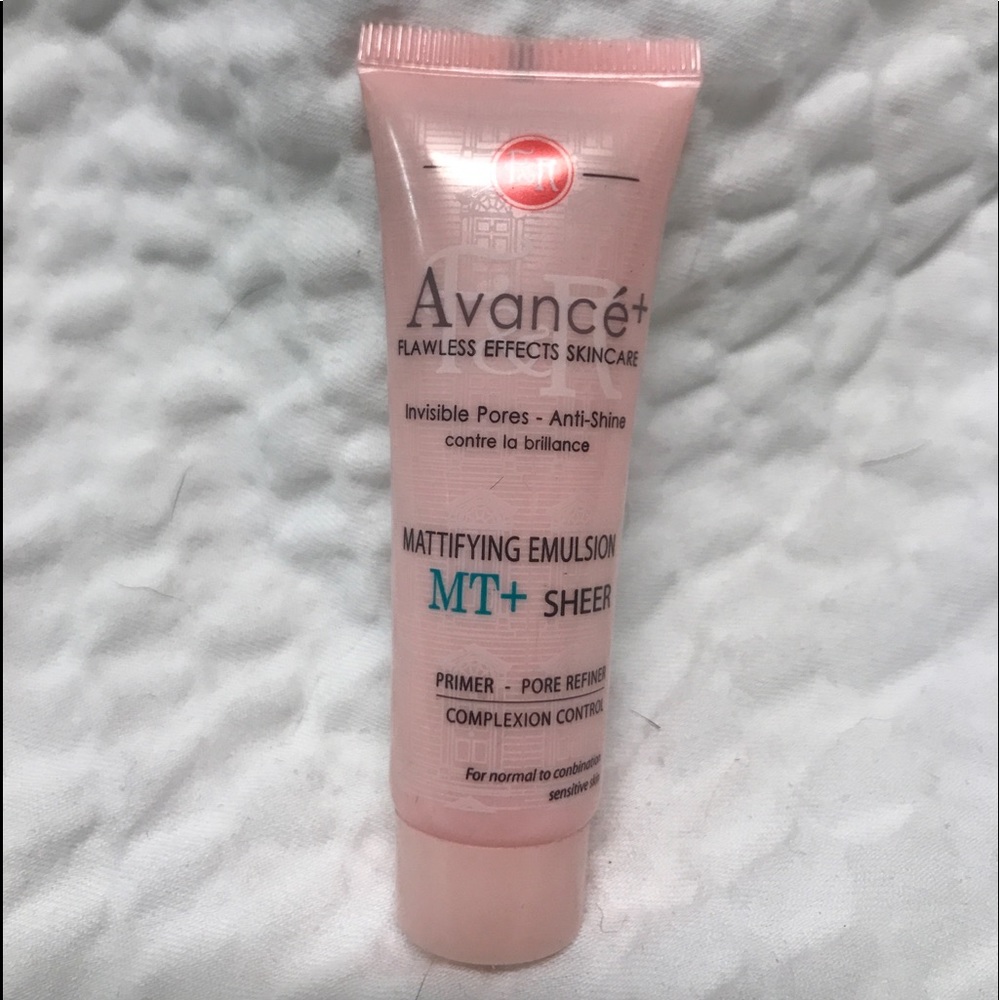 F&R
Avancé+
F&R
FLAWLESS EFFECTS SKINCARE
Invisible Pores - Anti-Shine
contre la brillance
MATTIFYING EMULSION
MT+ SHEER
PRIMER - PORE REFINER
COMPLEXION CONTROL
For normal to conbination
sensitive skin